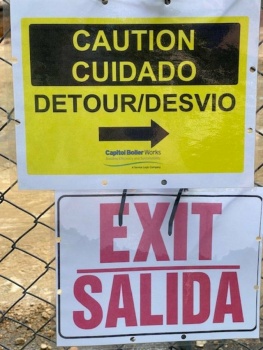 CAUTION
CUIDADO
DETOUR/DESVIO
Capitol Boiler Works
EXIT
SALIDA